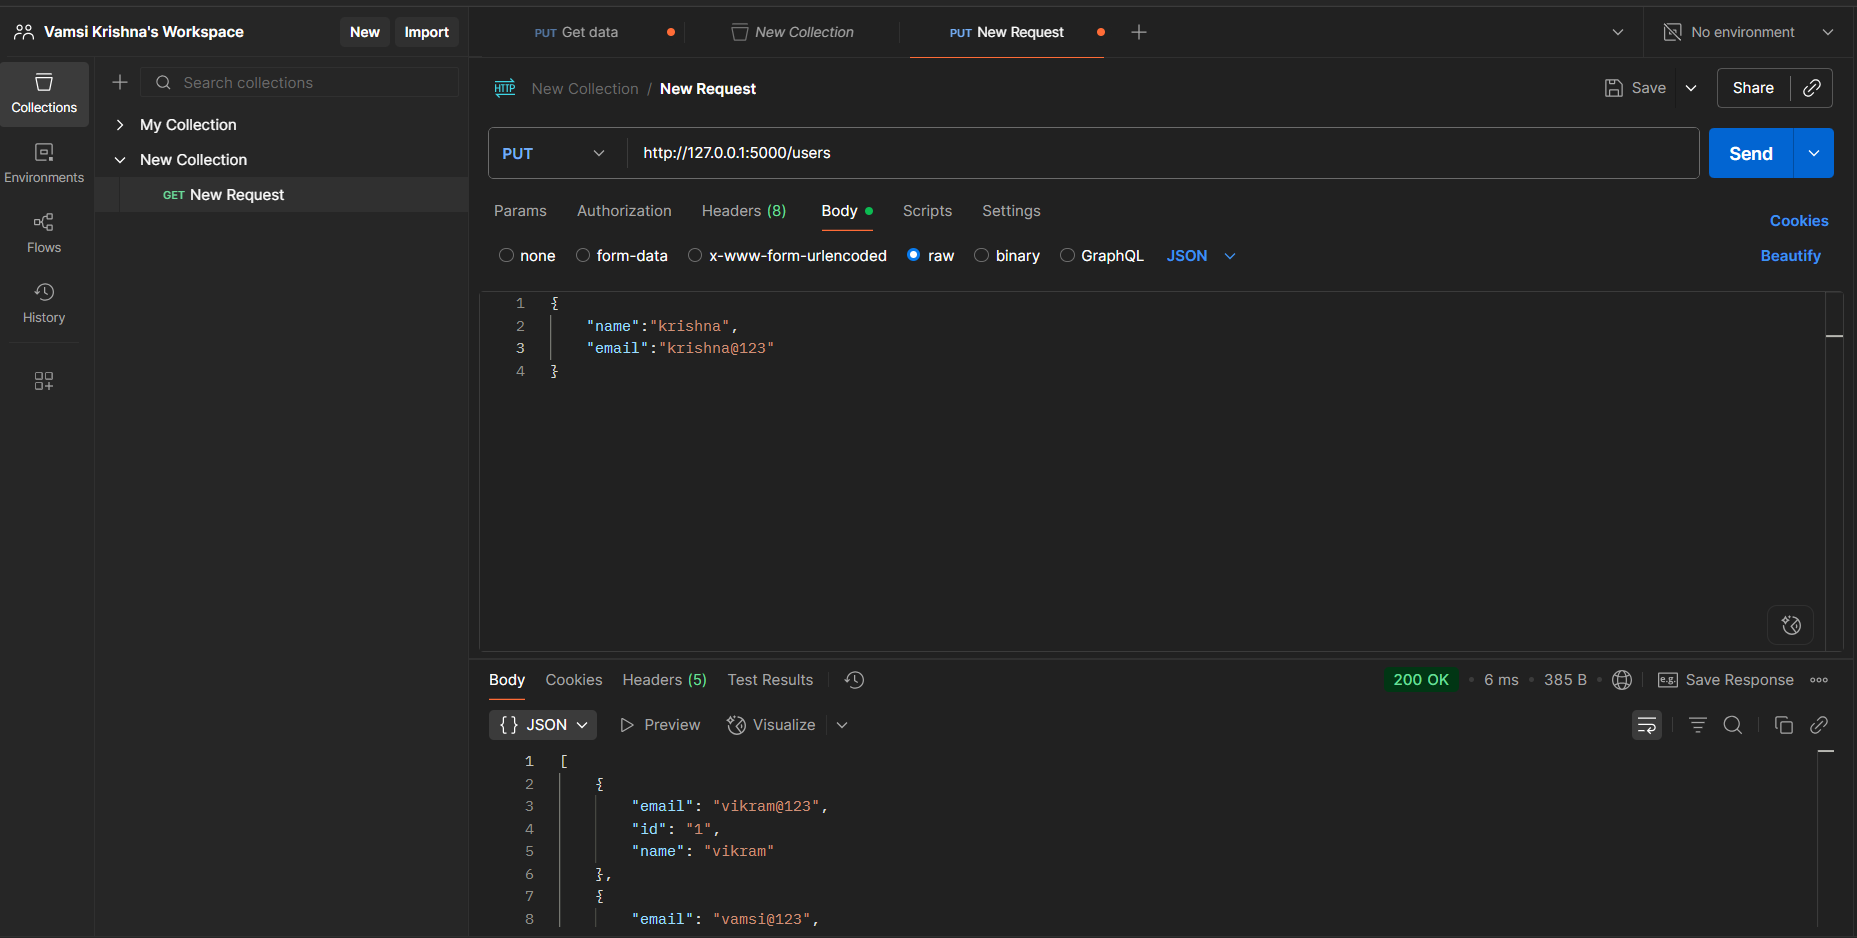 Vamsi Krishna's Workspace
New
Import
PUT Get data
New Collection
PUT New Request
No environment
Collections
Environments
Flows
History
Search collections
My Collection
New Collection
GET New Request
HTTP New Collection / New Request
Save
Share
PUT
http://127.0.0.1:5000/users
Send
Params
Authorization
Headers (8)
Body
Scripts
Settings
Cookies
none
form-data
x-www-form-urlencoded
raw
binary
GraphQL
JSON
Beautify
1 {
2 "name":"krishna",
3 "email":"krishna@123"
4 }
Body
Cookies
Headers (5)
Test Results
200 OK
6 ms
385 B
e.g. Save Response
{} JSON
Preview
Visualize
1 [
2 {
3 "email": "vikram@123",
4 "id": "1",
5 "name": "vikram"
6 },
7 {
8 "email": "vamsi@123",